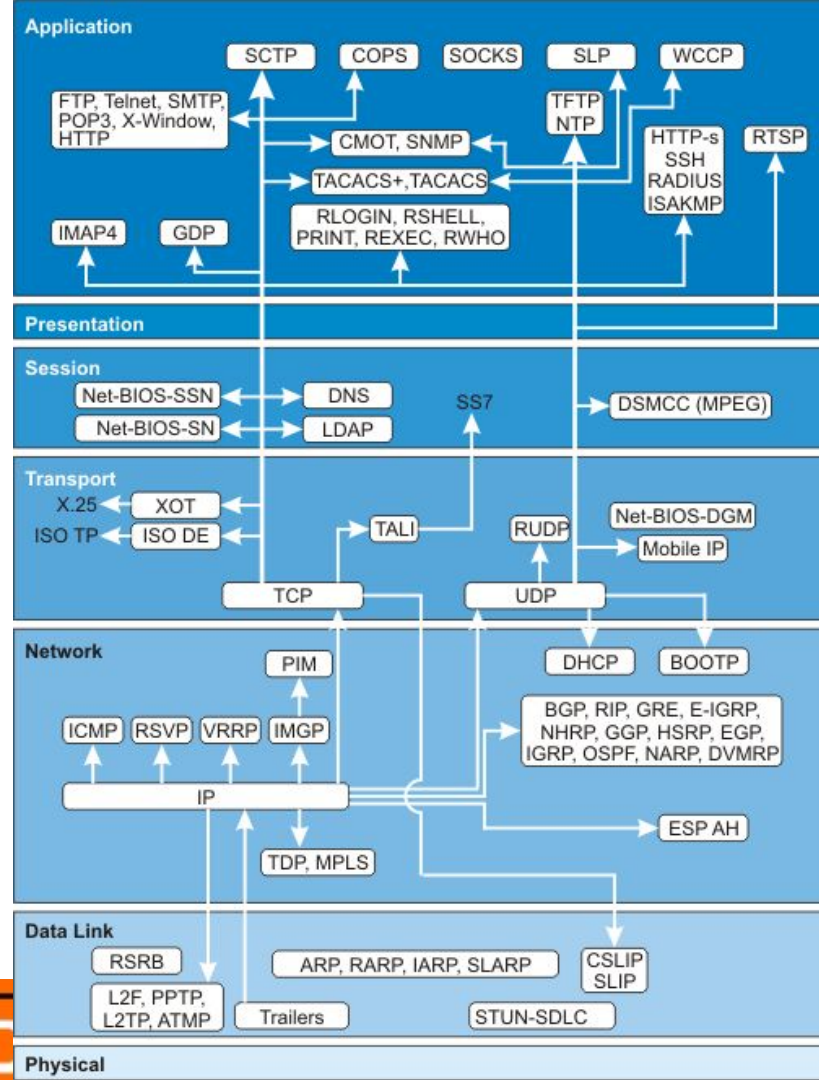 Application
SCTP
COPS
SOCKS
SLP
WCCP
FTP, Telnet, SMTP,
POP3, X-Window,
HTTP
TFTP
NTP
CMOT, SNMP
HTTP-s
SSH
RADIUS
ISAKMP
RTSP
TACACS+,TACACS
RLOGIN, RSHELL,
PRINT, REXEC, RWHO
IMAP4
GDP
Presentation
Session
Net-BIOS-SSN
DNS
SS7
DSMCC (MPEG)
Net-BIOS-SN
LDAP
Transport
X.25
XOT
ISO TP
ISO DE
TALI
RUDP
Net-BIOS-DGM
Mobile IP
TCP
UDP
Network
PIM
DHCP
BOOTP
ICMP
RSVP
VRRP
IMGP
BGP, RIP, GRE, E-IGRP,
NHRP, GGP, HSRP, EGP,
IGRP, OSPF, NARP, DVMRP
IP
ESP AH
TDP, MPLS
Data Link
RSRB
ARP, RARP, IARP, SLARP
CSLIP
SLIP
L2F, PPTP,
L2TP, ATMP
Trailers
STUN-SDLC
Physical